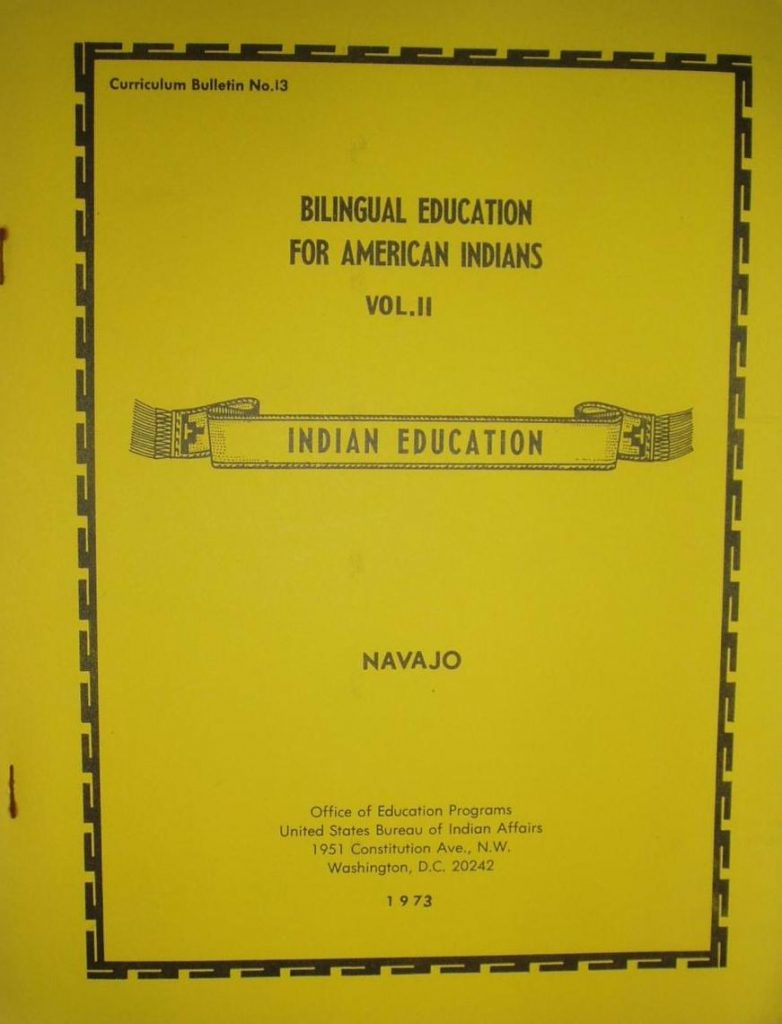 Curriculum Bulletin No.13
BILINGUAL EDUCATION
FOR AMERICAN INDIANS
VOL.II
INDIAN EDUCATION
NAVAJO
Office of Education Programs
United States Bureau of Indian Affairs
1951 Constitution Ave., N.W.
Washington, D.C. 20242
1973